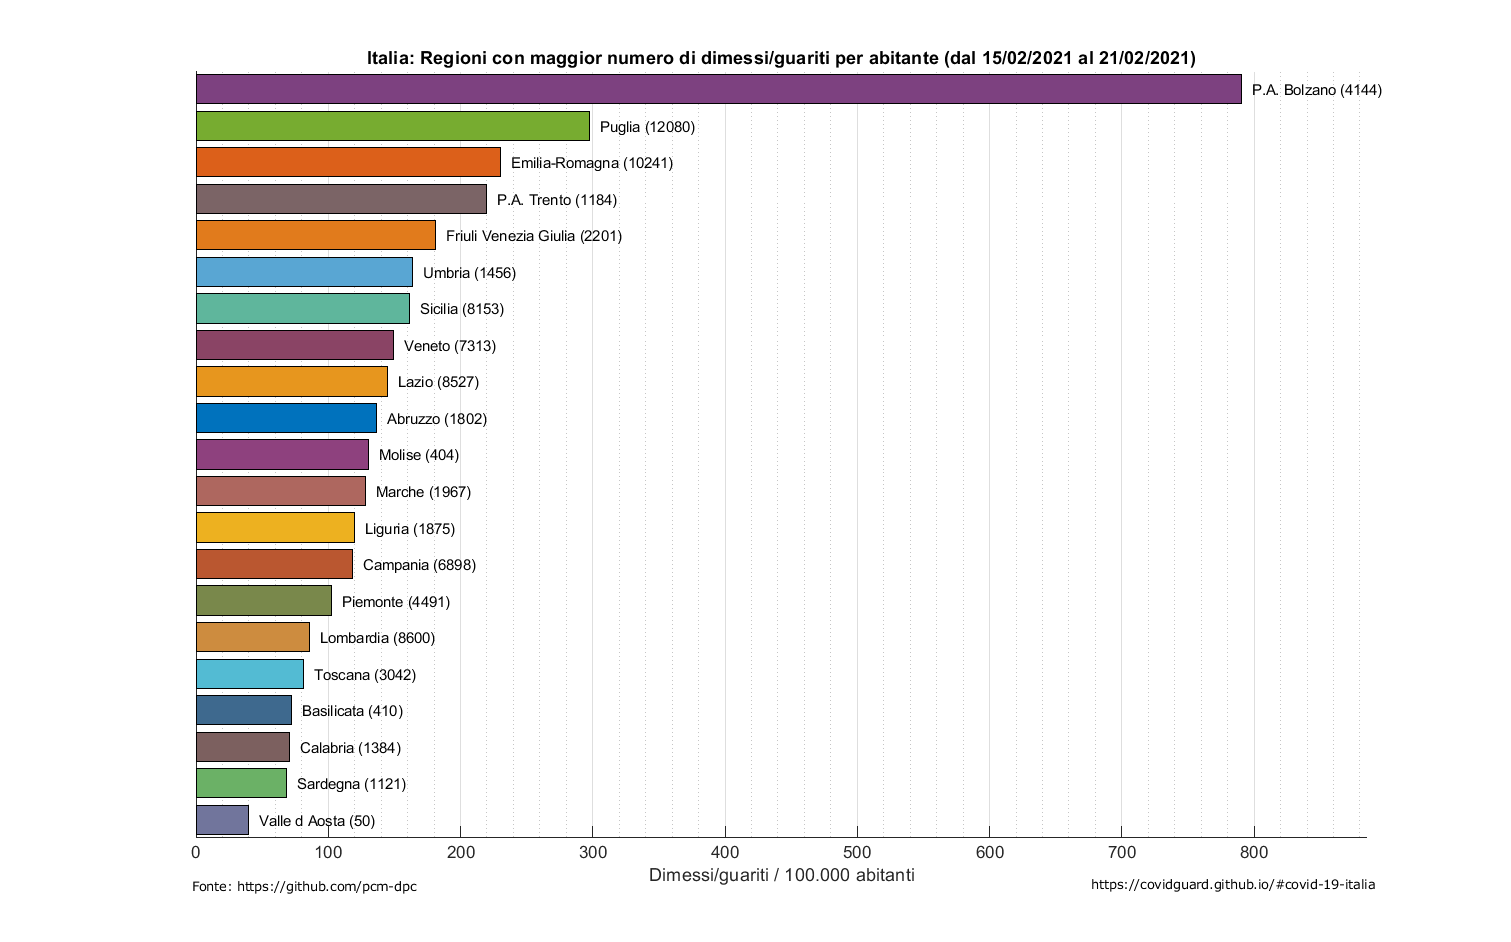 Italia: Regioni con maggior numero di dimessi/guariti per abitante (dal 15/02/2021 al 21/02/2021)
P.A. Bolzano (4144)
Puglia (12080)
Emilia-Romagna (10241)
P.A. Trento (1184)
Friuli Venezia Giulia (2201)
Umbria (1456)
Sicilia (8153)
Veneto (7313)
Lazio (8527)
Abruzzo (1802)
Molise (404)
Marche (1967)
Liguria (1875)
Campania (6898)
Piemonte (4491)
Lombardia (8600)
Toscana (3042)
Basilicata (410)
Calabria (1384)
Sardegna (1121)
Valle d Aosta (50)
0 100 200 300 400 500 600 700 800
Dimessi/guariti / 100.000 abitanti
Fonte: https://github.com/pcm-dpc
https://covidguard.github.io/#covid-19-italia